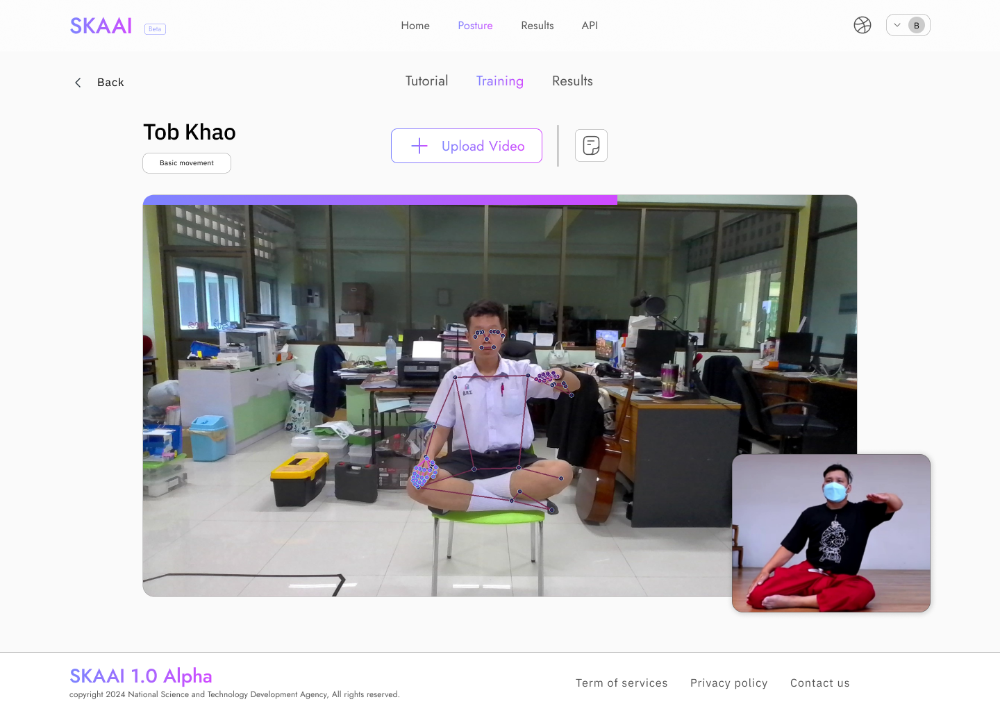 SKAAI Beta
Home Posture Results API
B
Back
Tutorial Training Results
Tob Khao
Upload Video
Basic movement
SKAAI 1.0 Alpha
copyright 2024 National Science and Technology Development Agency, All rights reserved.
Term of services Privacy policy Contact us